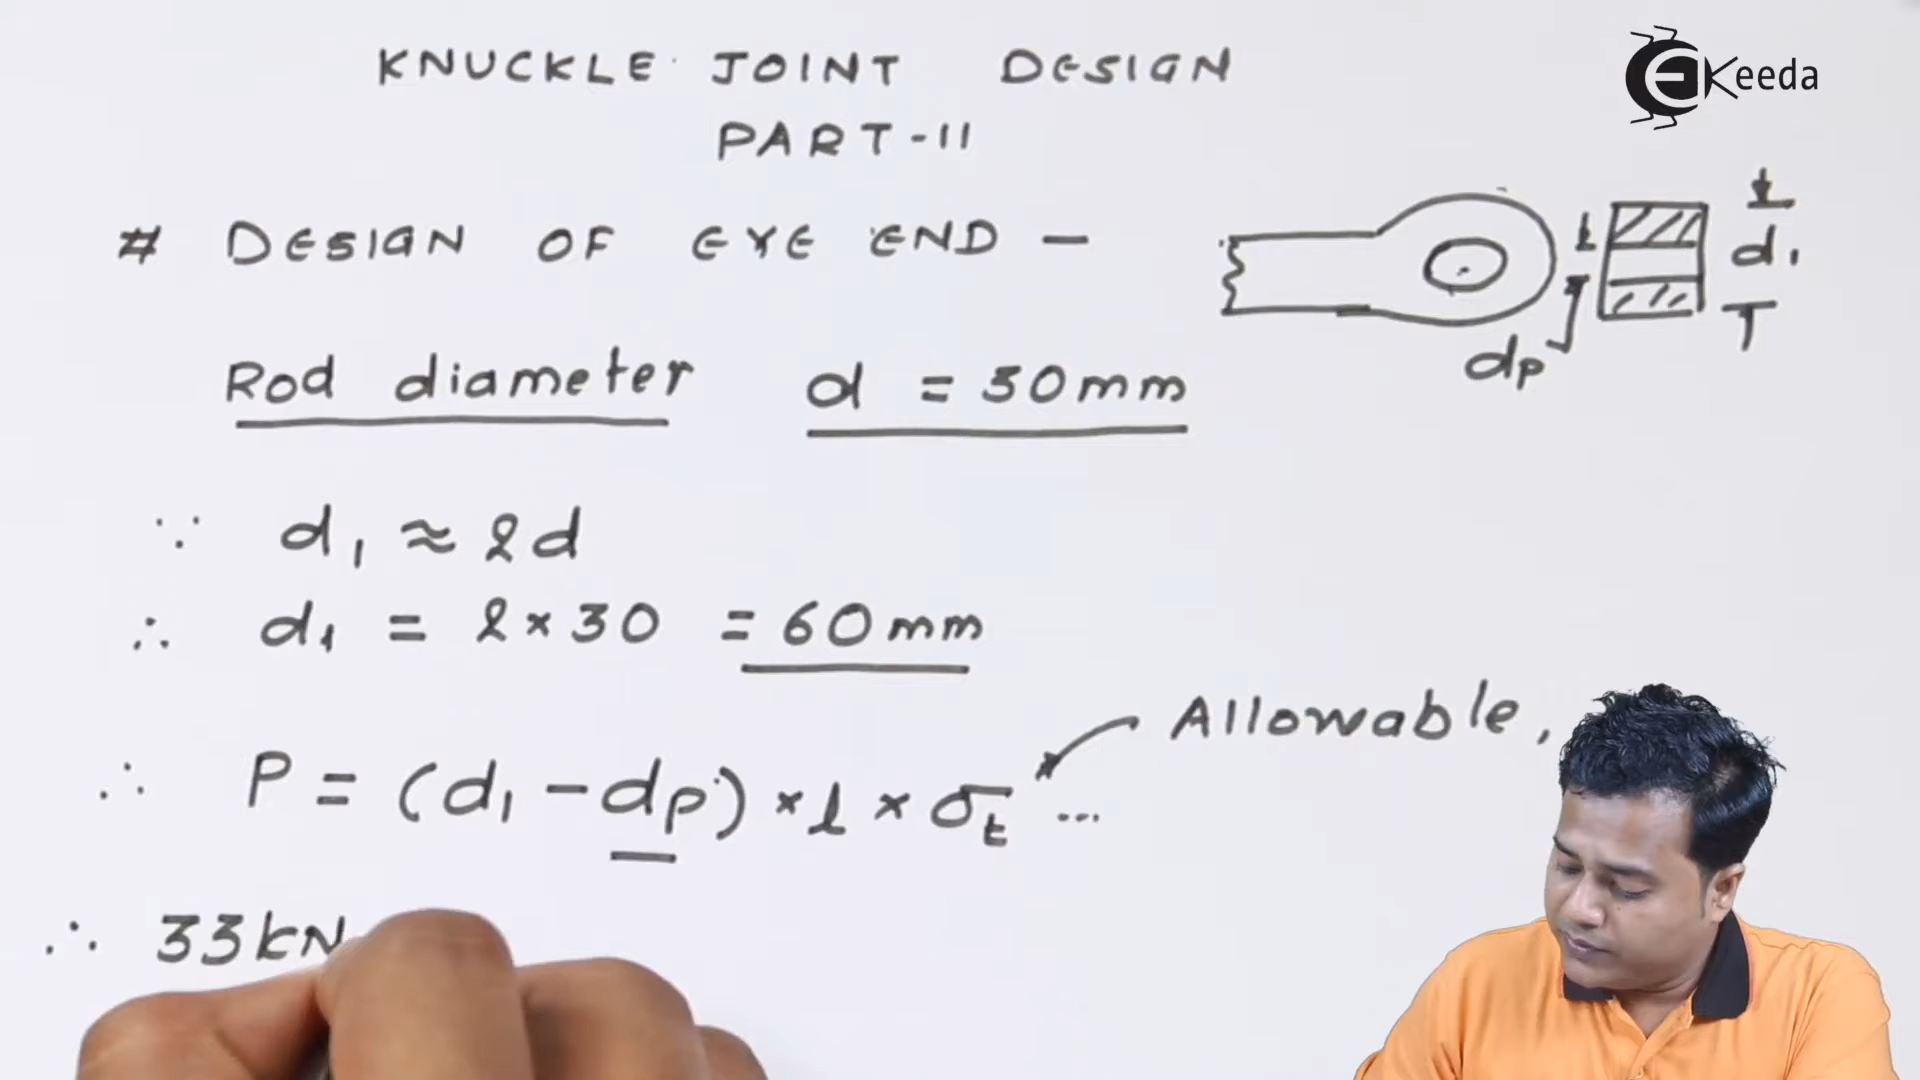 KNUCKLE JOINT DESIGN
PART-II
Keeda
# DESIGN OF EYE END -
d1
dp
Rod diameter d = 30mm
∵ d1 ≈ 2d
∴ d1 = 2 × 30 = 60mm
Allowable,
∴ P = (d1 - dp) × l × σt ...
∴ 33kN